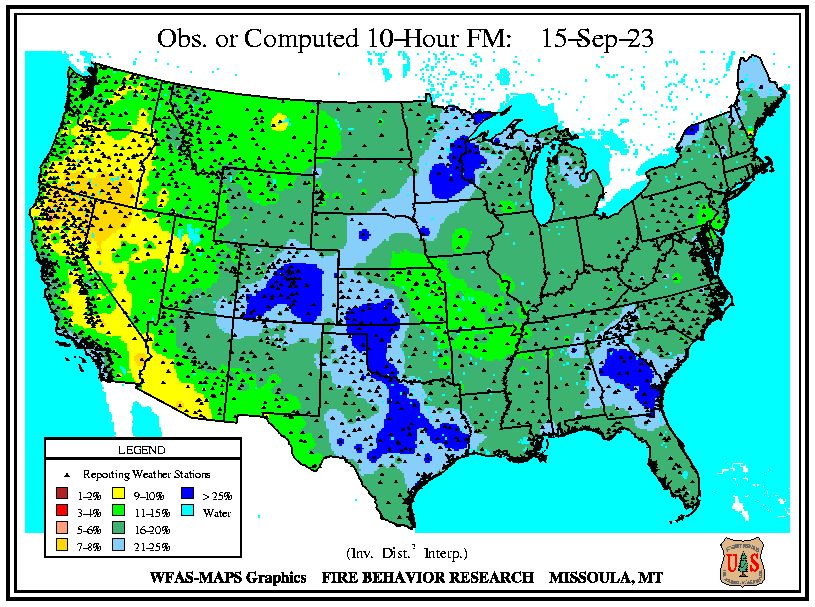 Obs. or Computed 10-Hour FM: 15-Sep-23
LEGEND
Reporting Weather Stations
1-2% 9-10% > 25%
3-4% 11-15% Water
5-6% 16-20%
7-8% 21-25%
(Inv. Dist.² Interp.)
WFAS-MAPS Graphics FIRE BEHAVIOR RESEARCH MISSOULA, MT
U S